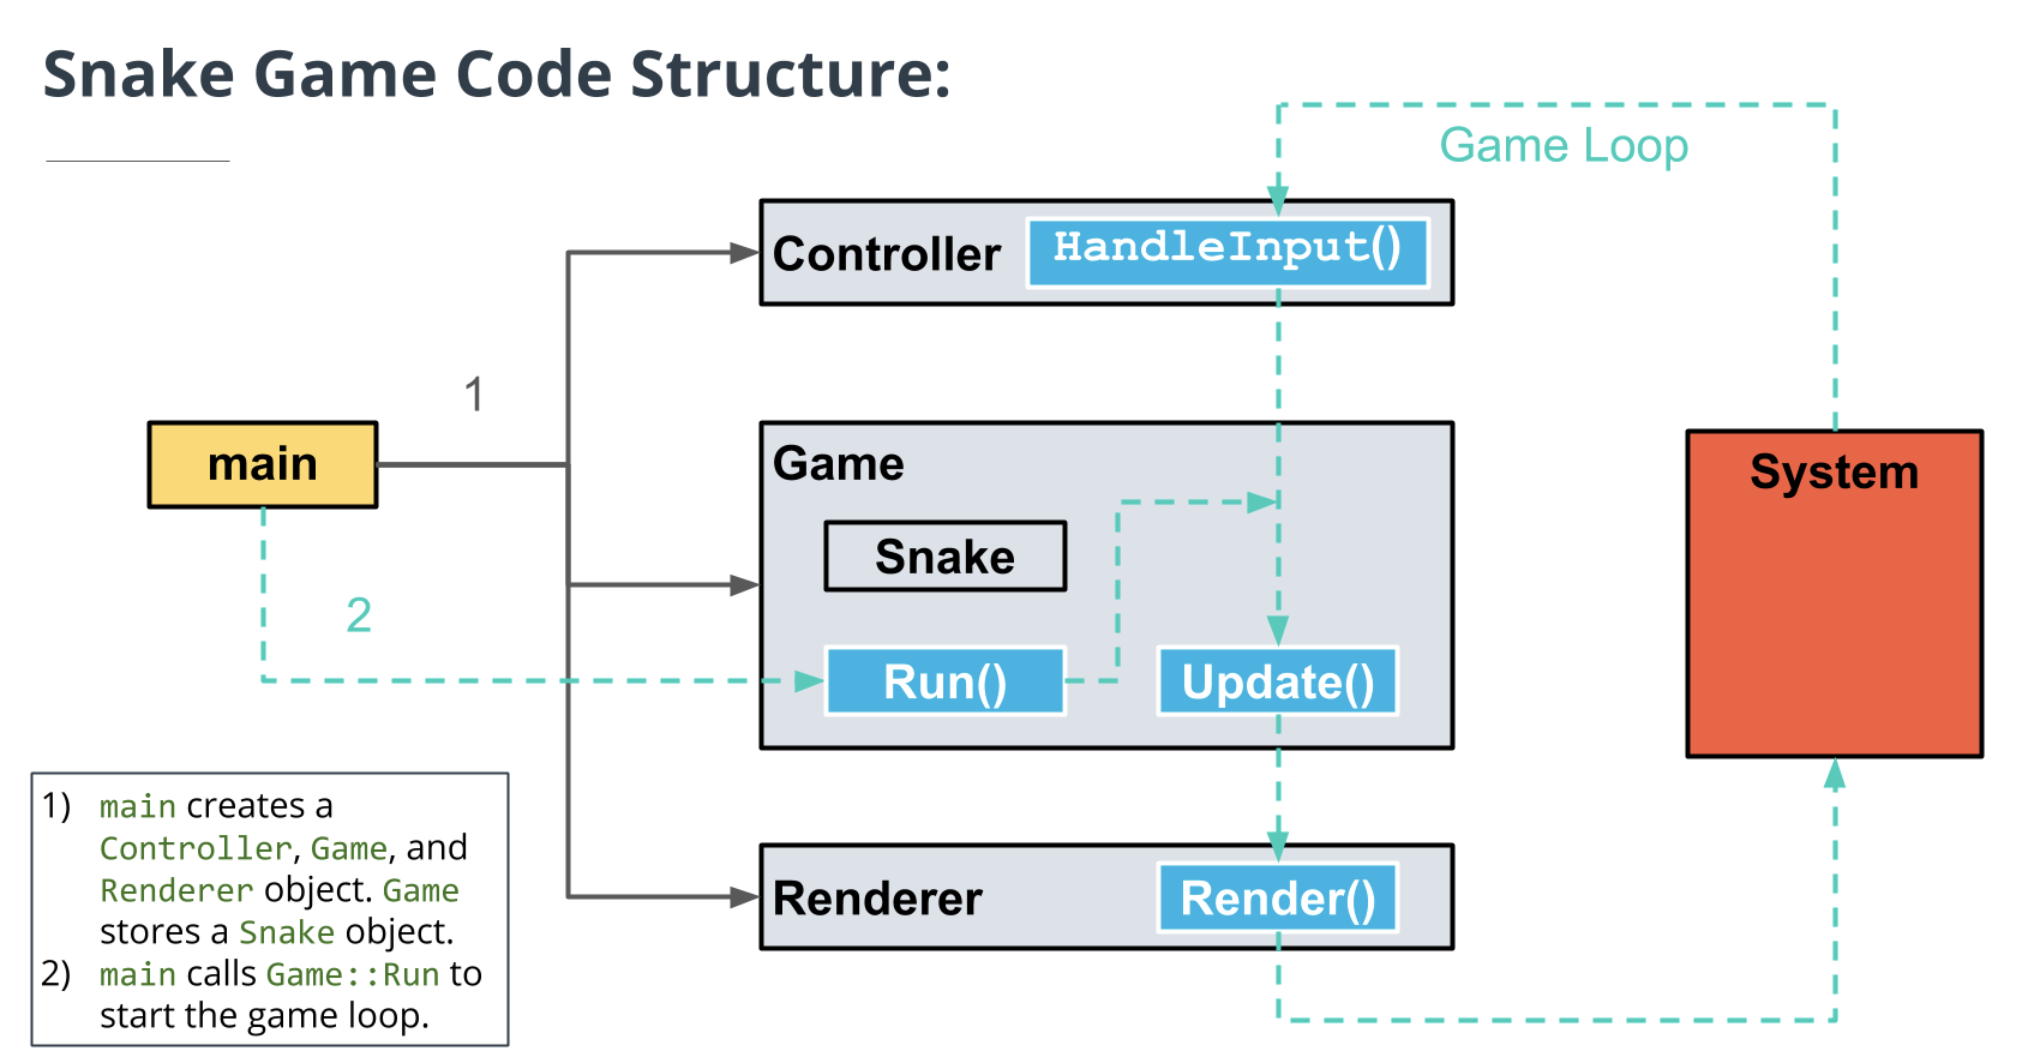 Snake Game Code Structure:
Game Loop
Controller
HandleInput()
1
main
Game
System
Snake
2
Run()
Update()
1) main creates a
Controller, Game, and
Renderer object. Game
stores a Snake object.
2) main calls Game::Run to
start the game loop.
Renderer
Render()